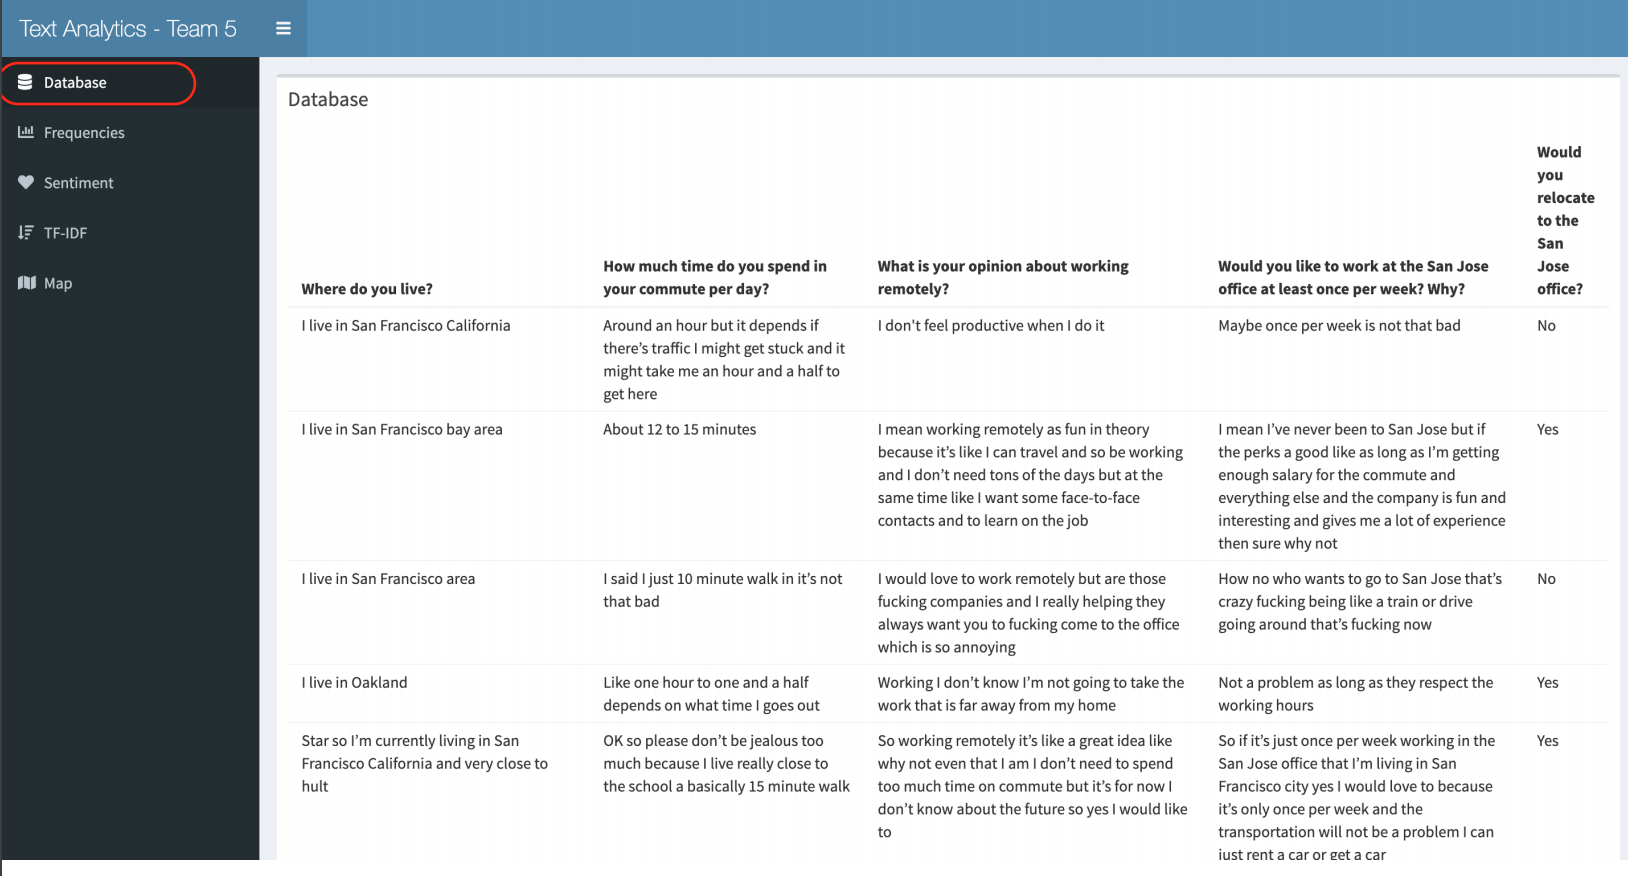 Text Analytics - Team 5
Database
Frequencies
Sentiment
TF-IDF
Map
Database
Where do you live?
How much time do you spend in
your commute per day?
What is your opinion about working
remotely?
Would you like to work at the San Jose
office at least once per week? Why?
Would
you
relocate
to the
San
Jose
office?
I live in San Francisco California
Around an hour but it depends if
there’s traffic I might get stuck and it
might take me an hour and a half to
get here
I don't feel productive when I do it
Maybe once per week is not that bad
No
I live in San Francisco bay area
About 12 to 15 minutes
I mean working remotely as fun in theory
because it’s like I can travel and so be working
and I don’t need tons of the days but at the
same time like I want some face-to-face
contacts and to learn on the job
I mean I’ve never been to San Jose but if
the perks a good like as long as I’m getting
enough salary for the commute and
everything else and the company is fun and
interesting and gives me a lot of experience
then sure why not
Yes
I live in San Francisco area
I said I just 10 minute walk in it’s not
that bad
I would love to work remotely but are those
fucking companies and I really helping they
always want you to fucking come to the office
which is so annoying
How no who wants to go to San Jose that’s
crazy fucking being like a train or drive
going around that’s fucking now
No
I live in Oakland
Like one hour to one and a half
depends on what time I goes out
Working I don’t know I’m not going to take the
work that is far away from my home
Not a problem as long as they respect the
working hours
Yes
Star so I’m currently living in San
Francisco California and very close to
hult
OK so please don’t be jealous too
much because I live really close to
the school a basically 15 minute walk
So working remotely it’s like a great idea like
why not even that I am I don’t need to spend
too much time on commute but it’s for now I
don’t know about the future so yes I would like
to
So if it’s just once per week working in the
San Jose office that I’m living in San
Francisco city yes I would love to because
it’s only once per week and the
transportation will not be a problem I can
just rent a car or get a car
Yes